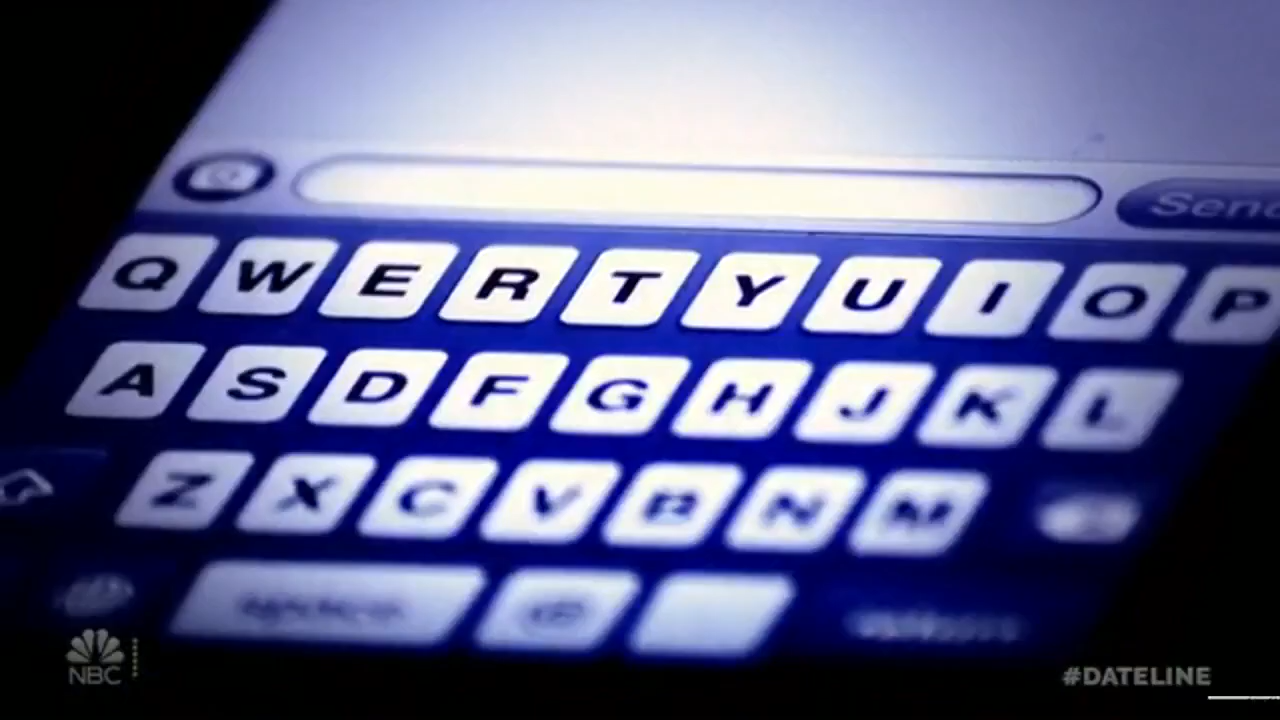 Send
Q W E R T Y U I O P
A S D F G H J K L
Z X C V B N M
NBC
#DATELINE